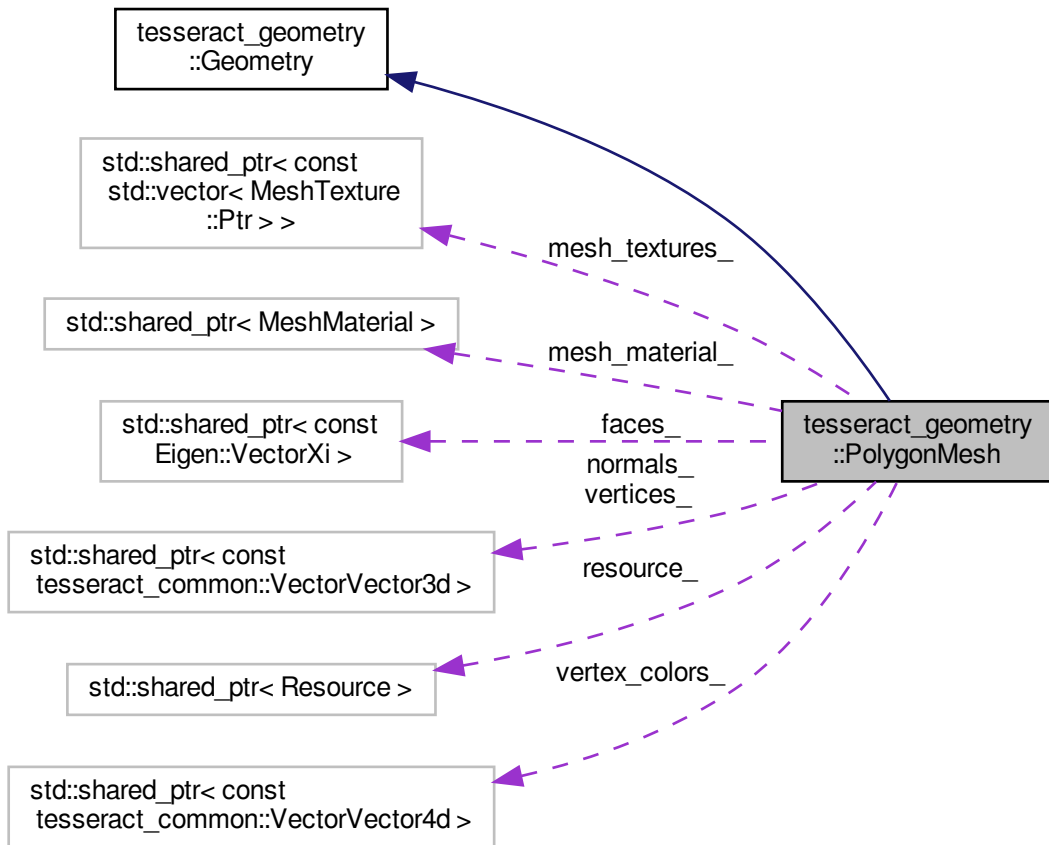 tesseract_geometry
::Geometry
std::shared_ptr< const
std::vector< MeshTexture
::Ptr > >
mesh_textures_
std::shared_ptr< MeshMaterial >
mesh_material_
std::shared_ptr< const
Eigen::VectorXi >
faces_
tesseract_geometry
::PolygonMesh
normals_
vertices_
std::shared_ptr< const
tesseract_common::VectorVector3d >
resource_
std::shared_ptr< Resource >
vertex_colors_
std::shared_ptr< const
tesseract_common::VectorVector4d >